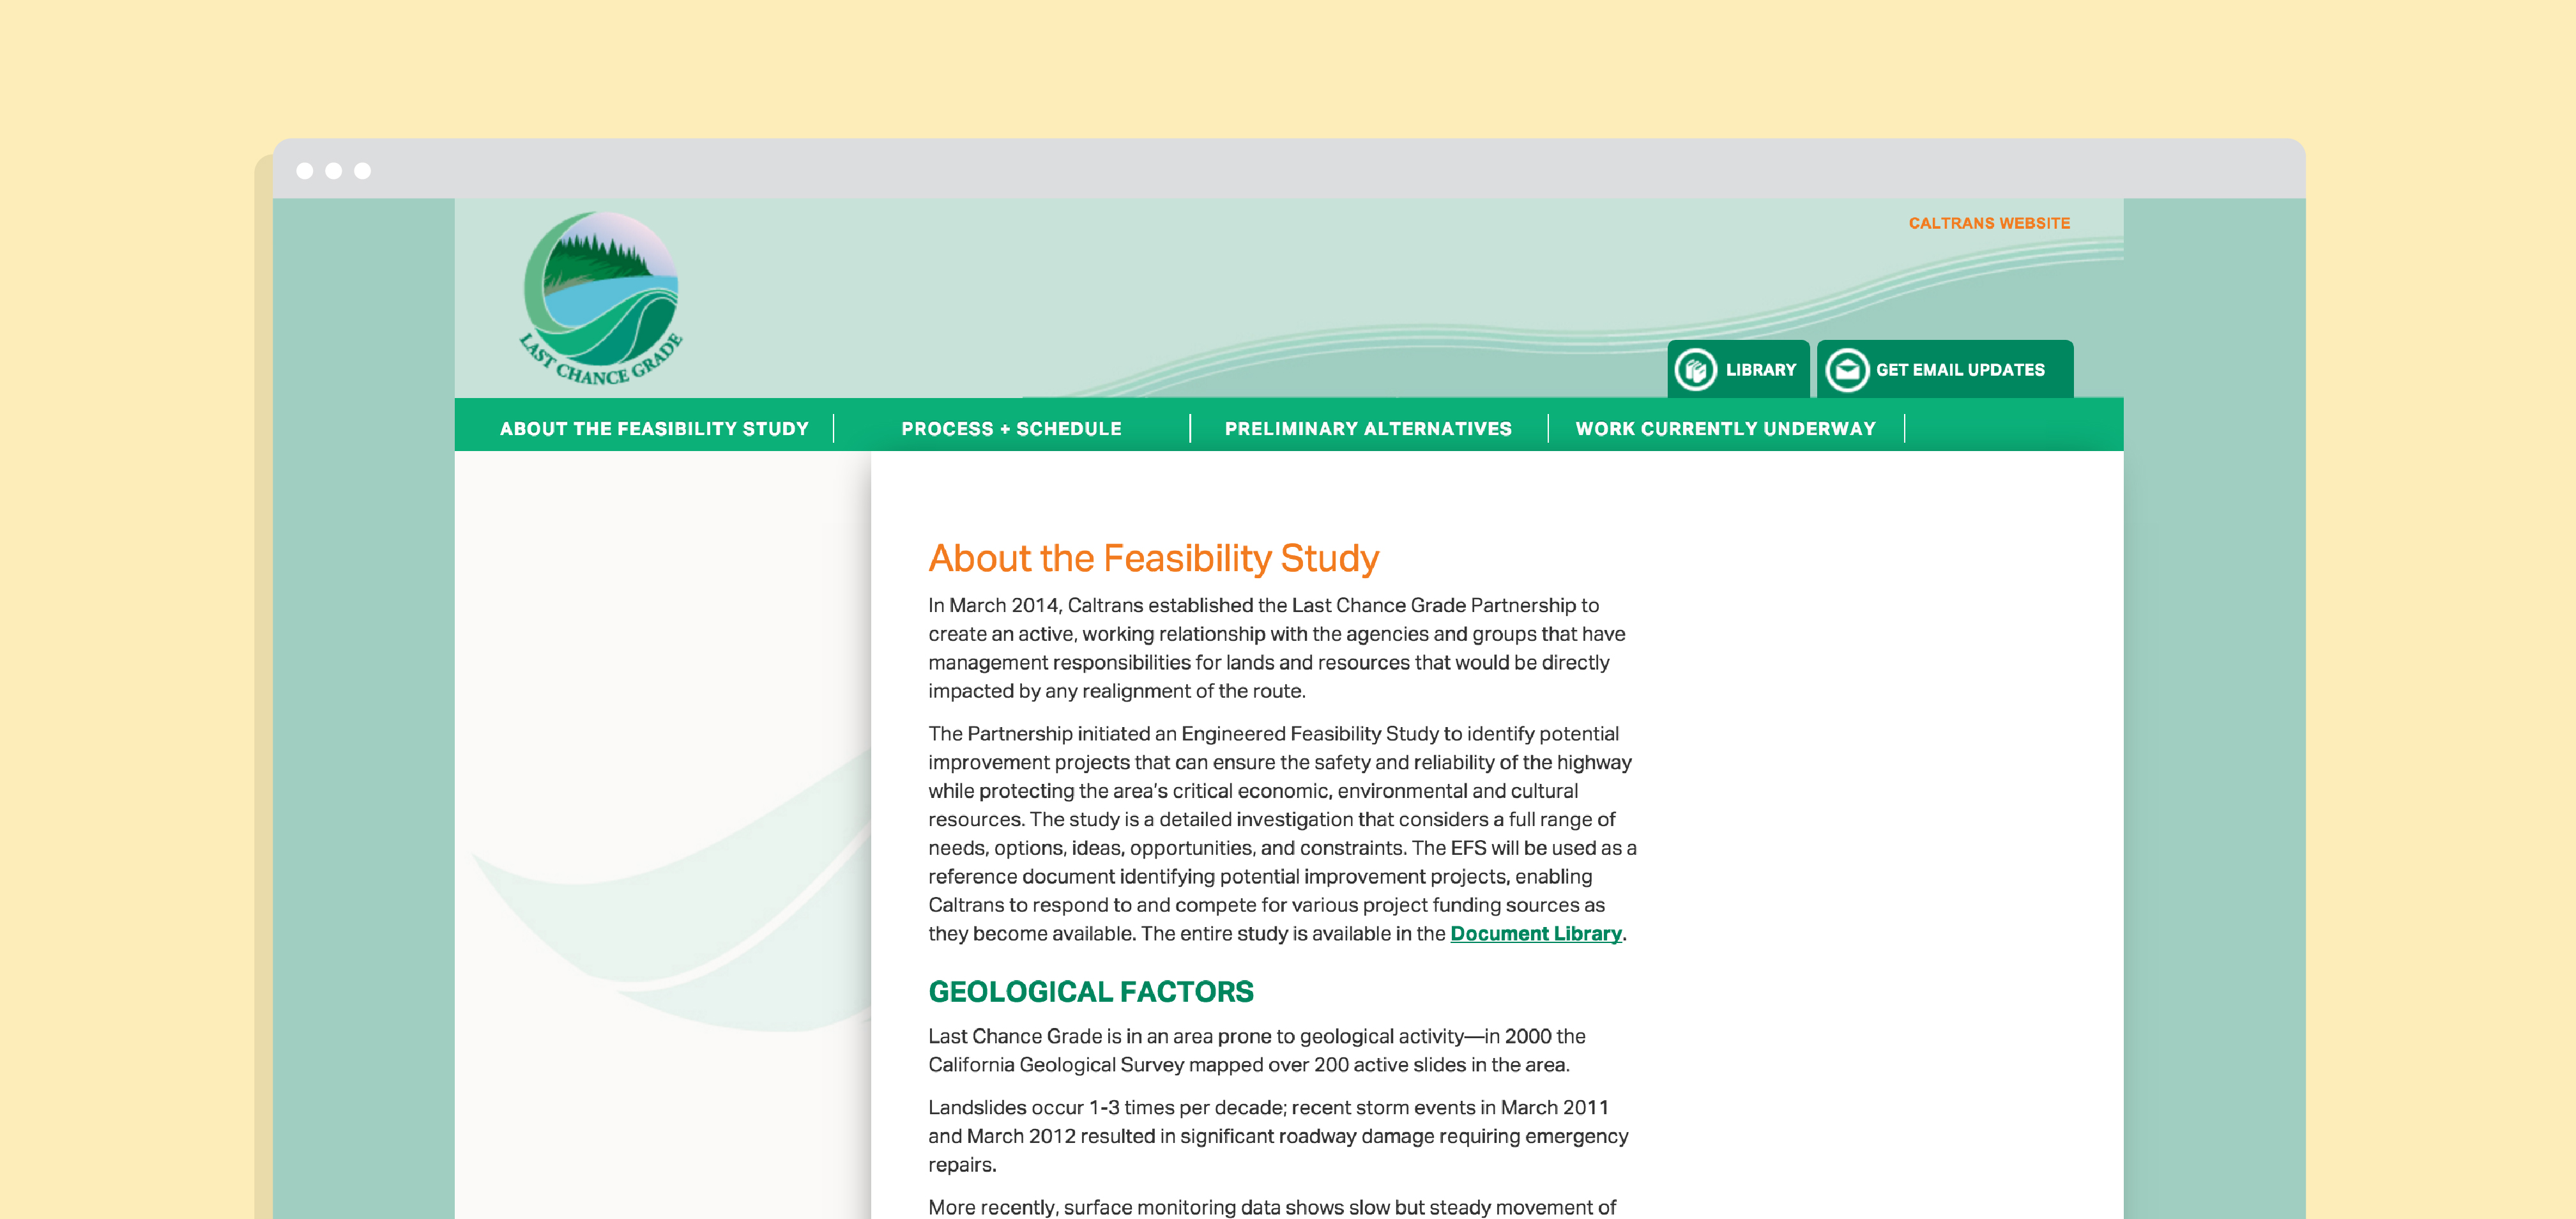 CALTRANS WEBSITE
LAST CHANCE GRADE
LIBRARY
GET EMAIL UPDATES
ABOUT THE FEASIBILITY STUDY
PROCESS + SCHEDULE
PRELIMINARY ALTERNATIVES
WORK CURRENTLY UNDERWAY
About the Feasibility Study
In March 2014, Caltrans established the Last Chance Grade Partnership to
create an active, working relationship with the agencies and groups that have
management responsibilities for lands and resources that would be directly
impacted by any realignment of the route.
The Partnership initiated an Engineered Feasibility Study to identify potential
improvement projects that can ensure the safety and reliability of the highway
while protecting the area’s critical economic, environmental and cultural
resources. The study is a detailed investigation that considers a full range of
needs, options, ideas, opportunities, and constraints. The EFS will be used as a
reference document identifying potential improvement projects, enabling
Caltrans to respond to and compete for various project funding sources as
they become available. The entire study is available in the Document Library.
GEOLOGICAL FACTORS
Last Chance Grade is in an area prone to geological activity—in 2000 the
California Geological Survey mapped over 200 active slides in the area.
Landslides occur 1-3 times per decade; recent storm events in March 2011
and March 2012 resulted in significant roadway damage requiring emergency
repairs.
More recently, surface monitoring data shows slow but steady movement of